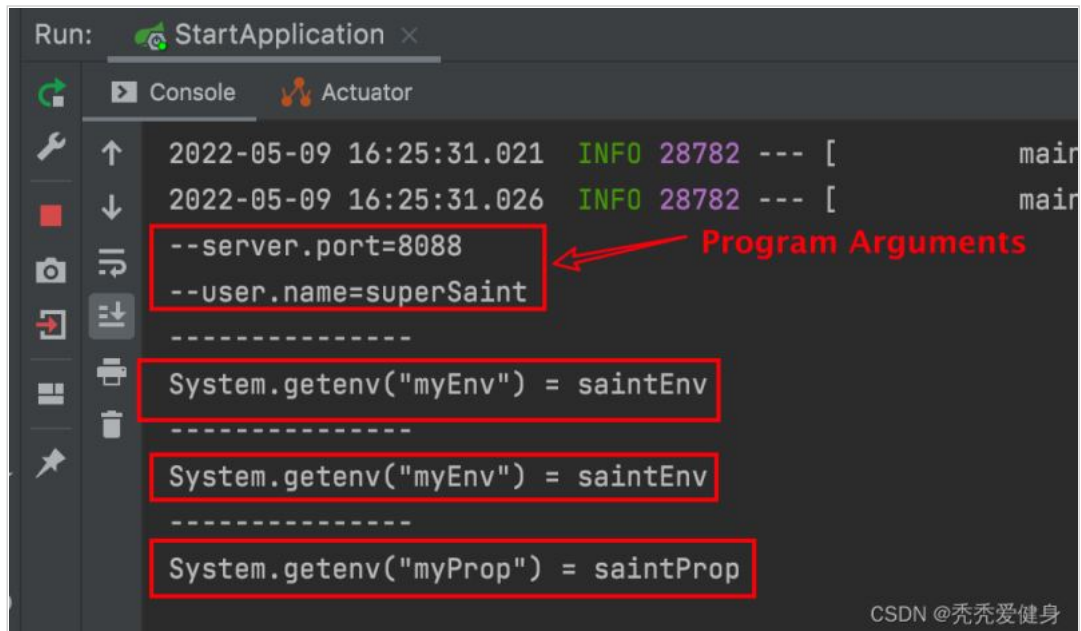 Run: StartApplication
Console Actuator
2022-05-09 16:25:31.021 INFO 28782 --- [ main
2022-05-09 16:25:31.026 INFO 28782 --- [ main
--server.port=8088
Program Arguments
--user.name=superSaint
---------------
System.getenv("myEnv") = saintEnv
---------------
System.getenv("myEnv") = saintEnv
---------------
System.getenv("myProp") = saintProp
CSDN @秃秃爱健身